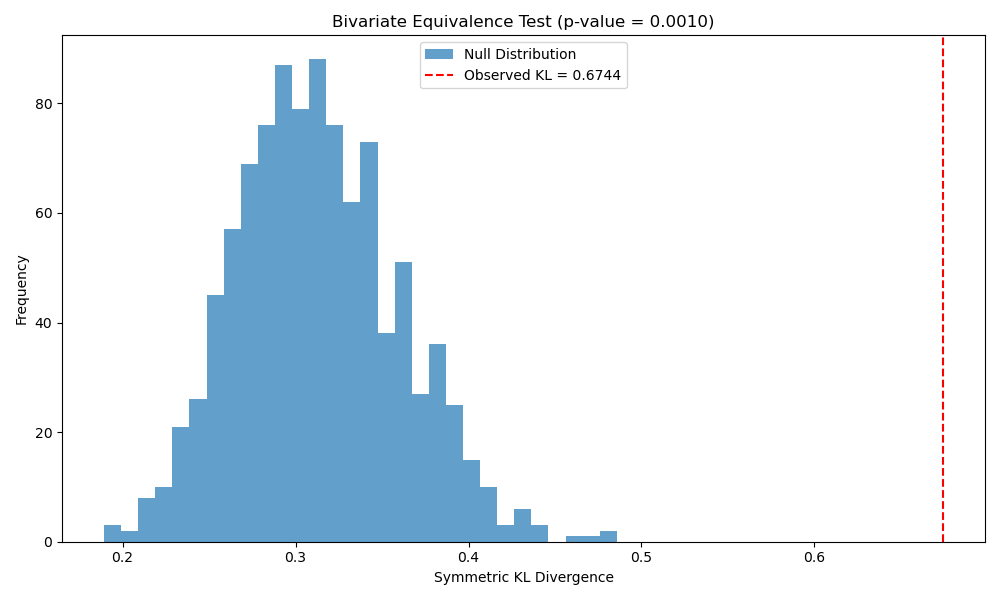 Bivariate Equivalence Test (p-value = 0.0010)
Null Distribution
Observed KL = 0.6744
80
60
40
20
0
Frequency
0.2 0.3 0.4 0.5 0.6
Symmetric KL Divergence